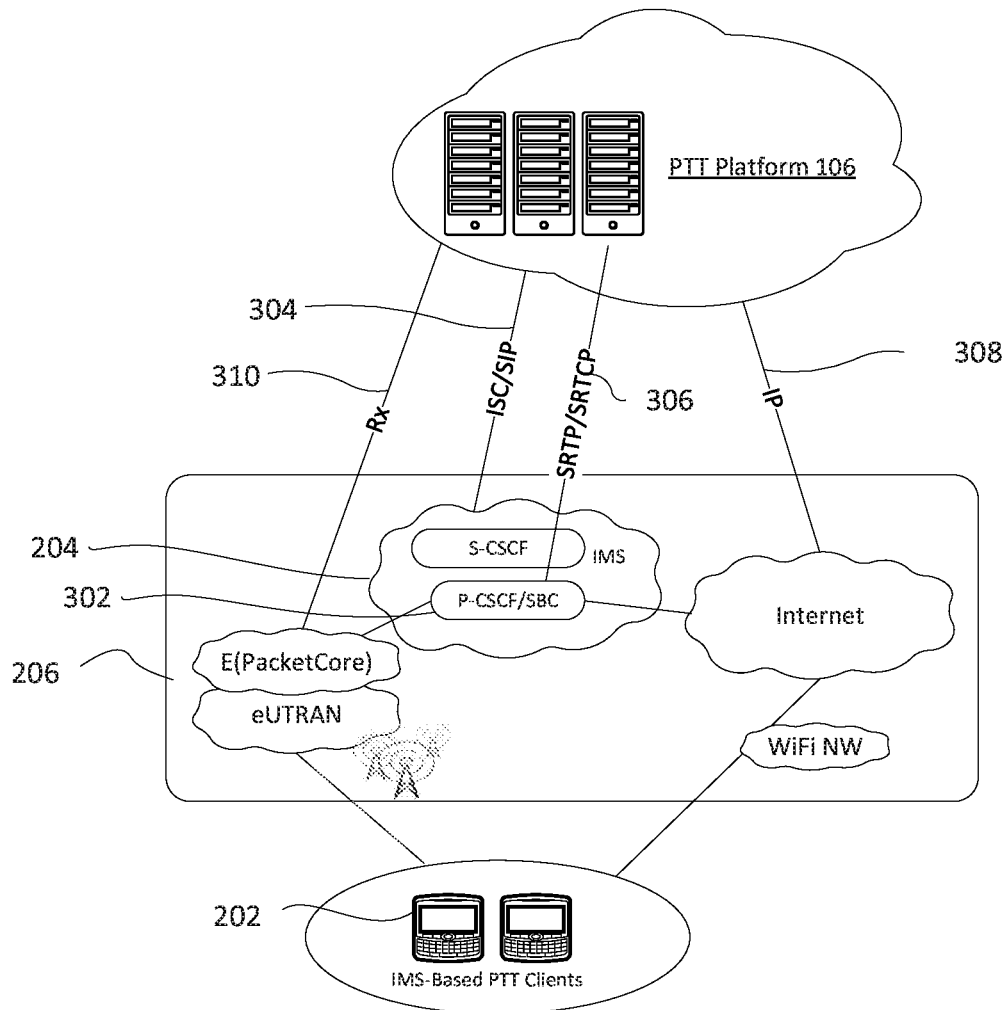 PTT Platform 106
304
310
308
306
Rx
ISC/SIP
SRTP/SRTCP
IP
204
S-CSCF
IMS
302
P-CSCF/SBC
Internet
206
E(PacketCore)
eUTRAN
WiFi NW
202
IMS-Based PTT Clients